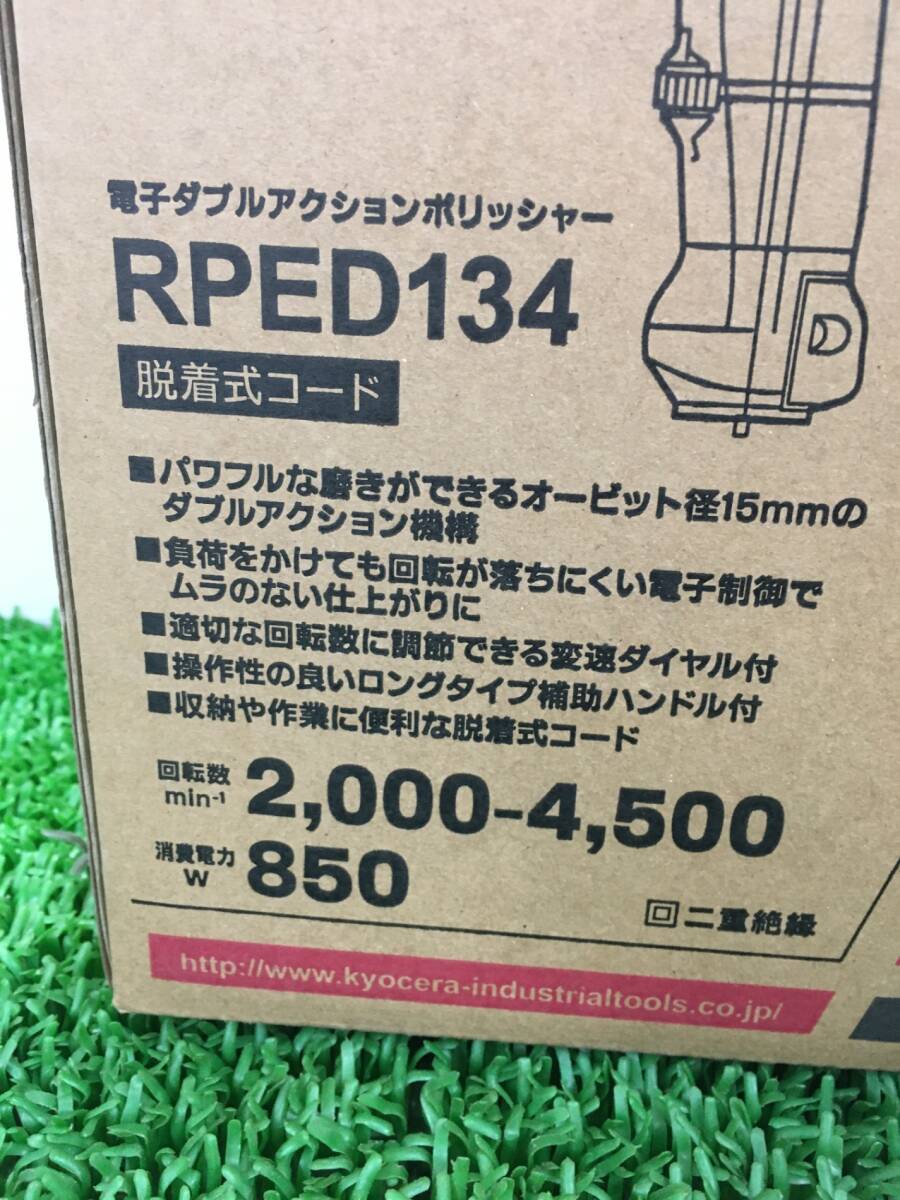 電子ダブルアクションポリッシャー
RPED134
脱着式コード
■パワフルな磨きができるオービット径15mmの
ダブルアクション機構
■負荷をかけても回転が落ちにくい電子制御で
ムラのない仕上がりに
■適切な回転数に調節できる変速ダイヤル付
■操作性の良いロングタイプ補助ハンドル付
■収納や作業に便利な脱着式コード
回転数 min⁻¹ 2,000-4,500
消費電力 W 850
回 二重絶縁
http://www.kyocera-industrialtools.co.jp/